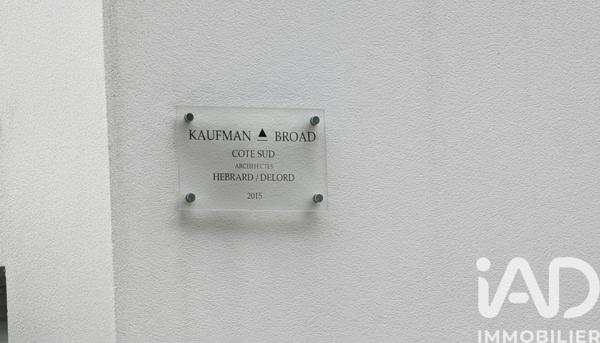 KAUFMAN BROAD
COTE SUD
ARCHITECTES
HEBRARD / DELORD
2015
iAD
IMMOBILIER